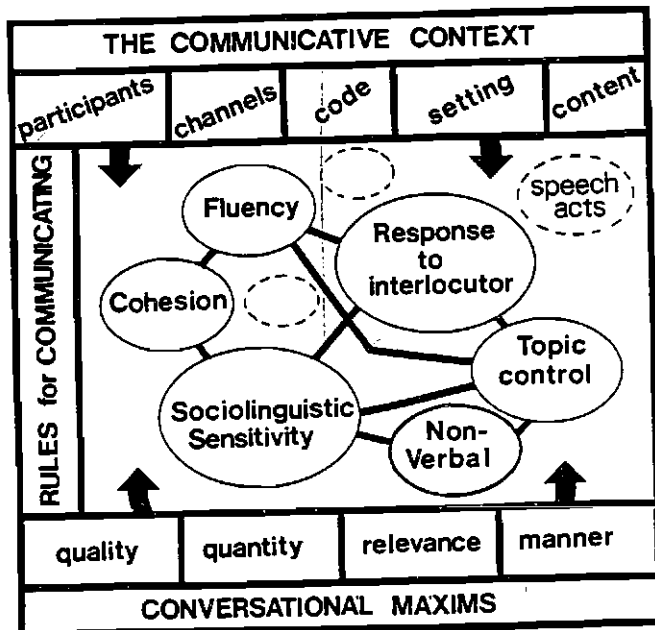 THE COMMUNICATIVE CONTEXT
participants channels code setting content
RULES for COMMUNICATING
speech
acts
Fluency
Response
to
interlocutor
Cohesion
Topic
control
Sociolinguistic
Sensitivity
Non-
Verbal
quality quantity relevance manner
CONVERSATIONAL MAXIMS